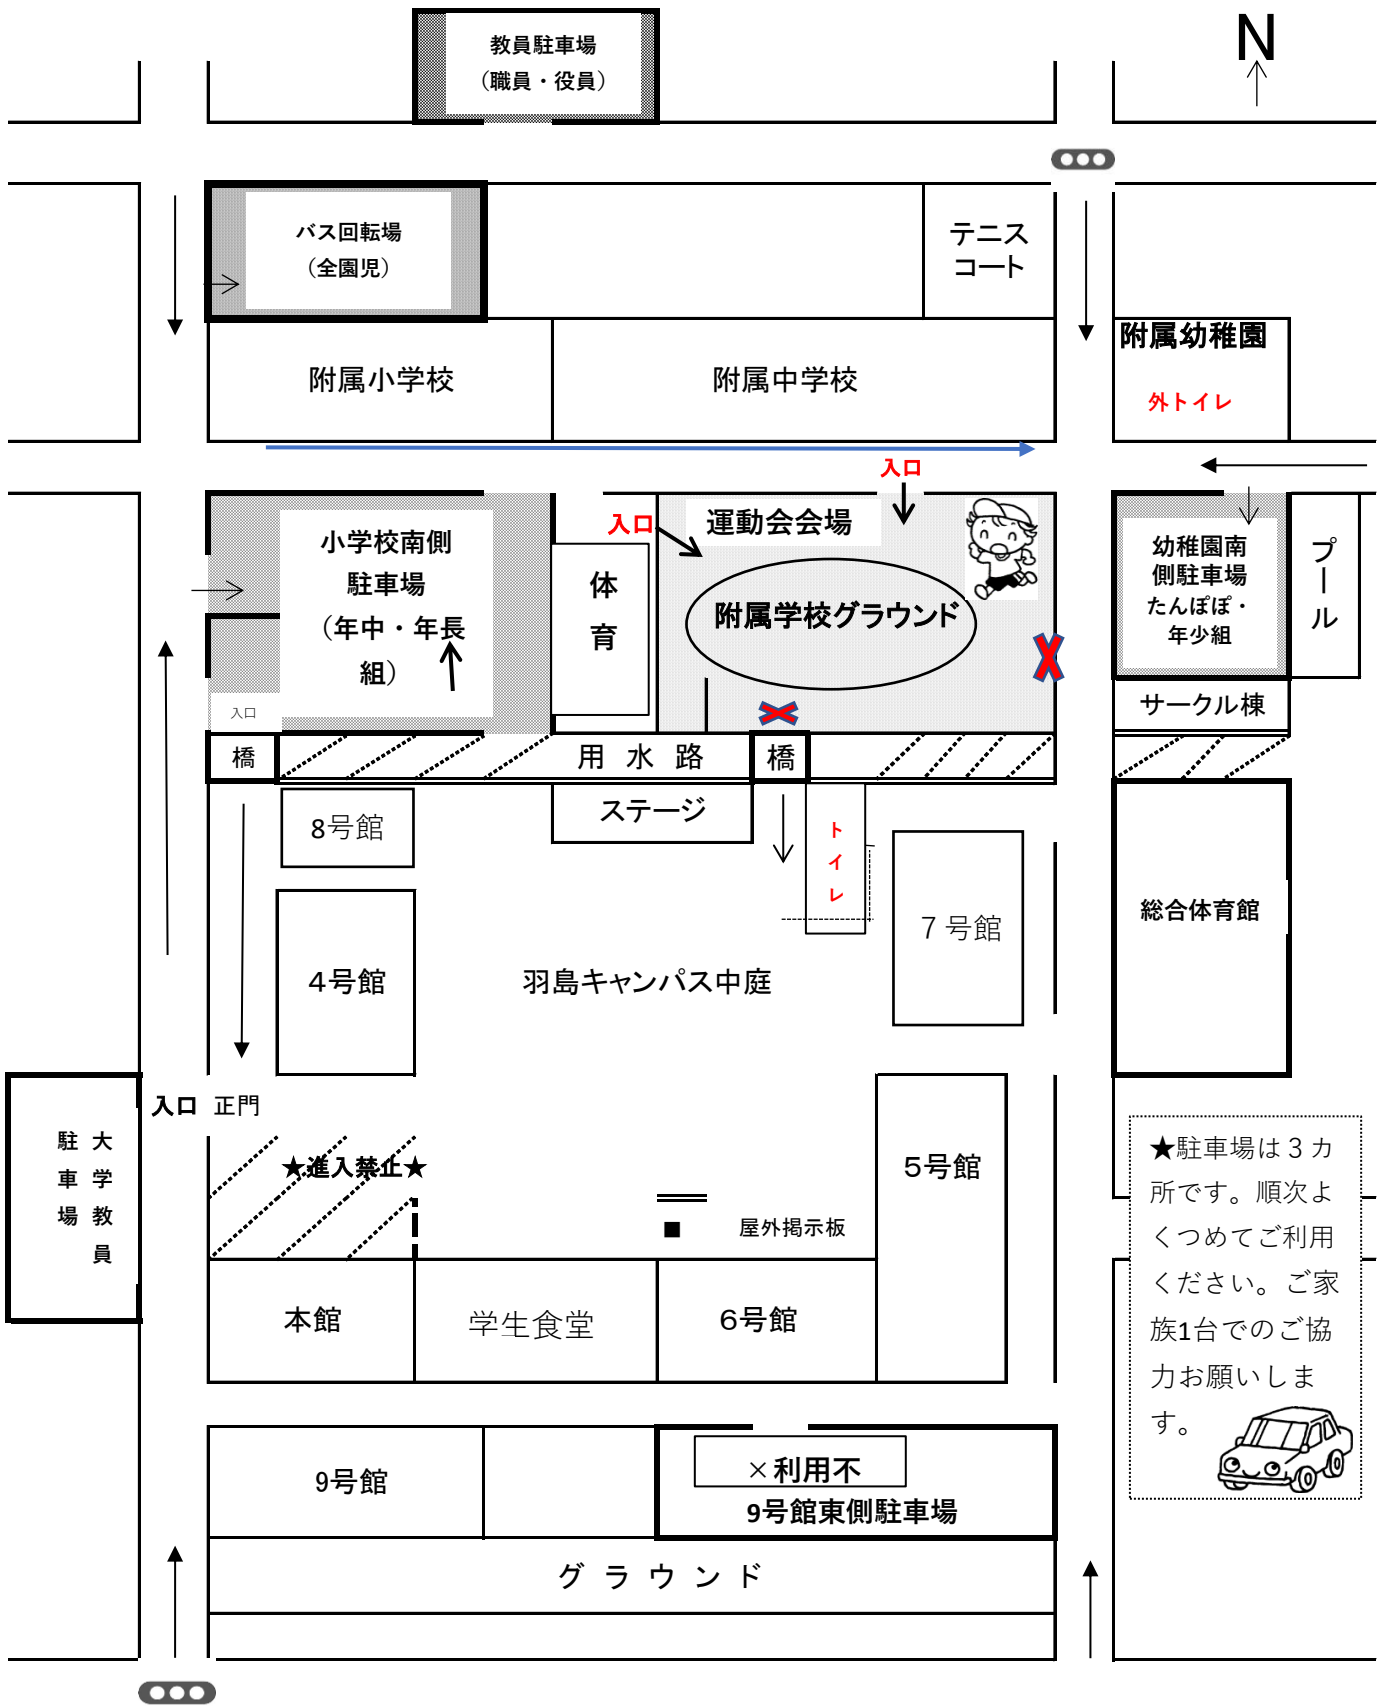 教員駐車場
（職員・役員）
N
バス回転場
（全園児）
テニス
コート
附属幼稚園
外トイレ
附属小学校
附属中学校
入口
入口
運動会会場
小学校南側
駐車場
（年中・年長
組）
体
育
附属学校グラウンド
幼稚園南
側駐車場
たんぽぽ・
年少組
プール
入口
サークル棟
橋
用水路
橋
ステージ
8号館
トイレ
７号館
総合体育館
4号館
羽島キャンパス中庭
入口 正門
大学教員
駐車場
★進入禁止★
5号館
屋外掲示板
★駐車場は３カ
所です。順次よ
くつめてご利用
ください。ご家
族1台でのご協
力お願いしま
す。
本館
学生食堂
6号館
9号館
×利用不
9号館東側駐車場
グラウンド